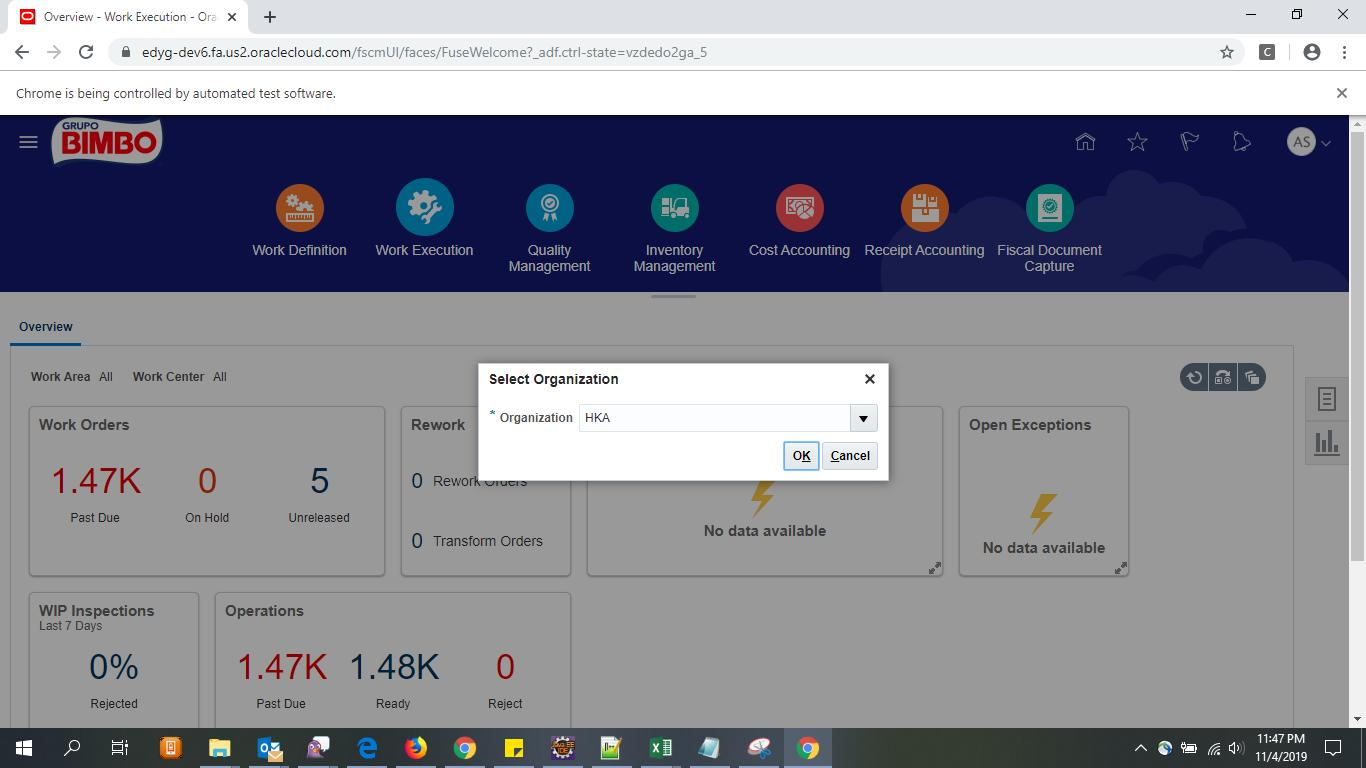 Overview - Work Execution - Ora
edyg-dev6.fa.us2.oraclecloud.com/fscmUI/faces/FuseWelcome?_adf.ctrl-state=vzdedo2ga_5
C
Chrome is being controlled by automated test software.
GRUPO
BIMBO
AS
Work Definition
Work Execution
Quality
Management
Inventory
Management
Cost Accounting
Receipt Accounting
Fiscal Document
Capture
Overview
Work Area All Work Center All
Select Organization
* Organization HKA
OK Cancel
Work Orders
1.47K 0 5
Past Due On Hold Unreleased
Rework
0 Rework Orders
0 Transform Orders
No data available
Open Exceptions
No data available
WIP Inspections
Last 7 Days
0%
Rejected
Operations
1.47K 1.48K 0
Past Due Ready Reject
11:47 PM
11/4/2019